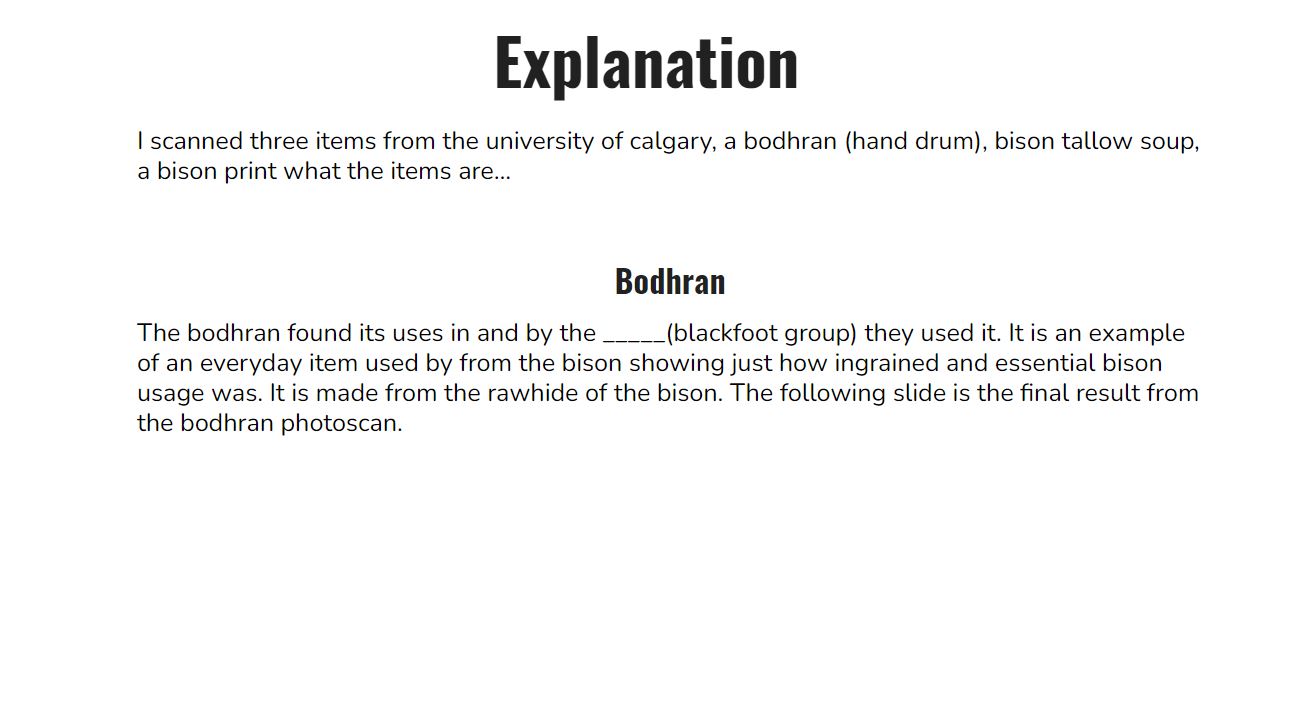 Explanation
I scanned three items from the university of calgary, a bodhran (hand drum), bison tallow soup,
a bison print what the items are...
Bodhran
The bodhran found its uses in and by the _____(blackfoot group) they used it. It is an example
of an everyday item used by from the bison showing just how ingrained and essential bison
usage was. It is made from the rawhide of the bison. The following slide is the final result from
the bodhran photoscan.